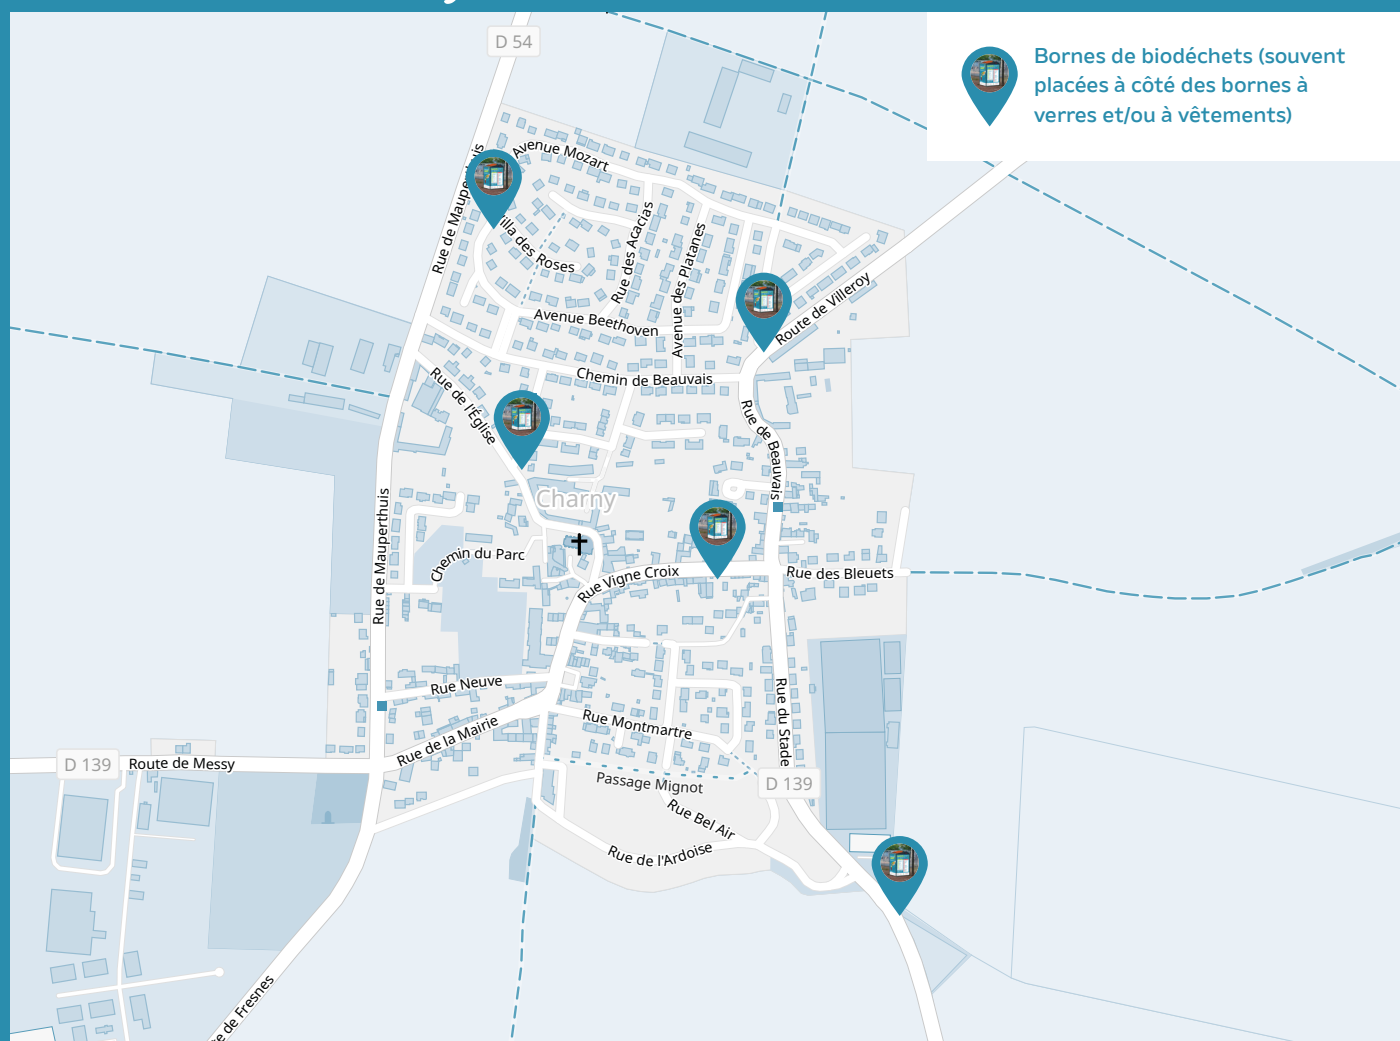 D 54
Bornes de biodéchets (souvent
placées à côté des bornes à
verres et/ou à vêtements)
Avenue Mozart
Rue de
Villa des Roses
Rue des Acacias
Avenue des Platanes
Route de Villeroy
Avenue Beethoven
Chemin de Beauvais
Rue de l'Église
Rue de Beauvais
Charny
Rue de Mauperthuis
Chemin du Parc
Rue Vigne Croix
Rue des Bleuets
Rue Neuve
Rue du Stade
Rue Montmartre
Rue de la Mairie
D 139
Route de Messy
Passage Mignot
D 139
Rue Bel Air
Rue de l'Ardoise
de Fresnes